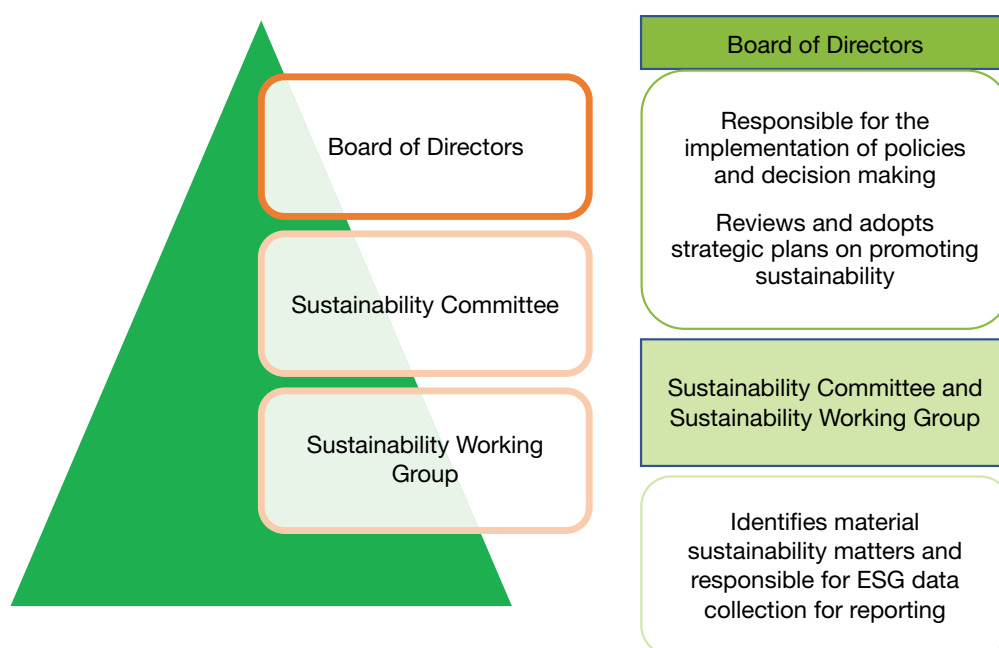 Board of Directors
Sustainability Committee
Sustainability Working
Group
Board of Directors
Responsible for the
implementation of policies
and decision making
Reviews and adopts
strategic plans on promoting
sustainability
Sustainability Committee and
Sustainability Working Group
Identifies material
sustainability matters and
responsible for ESG data
collection for reporting